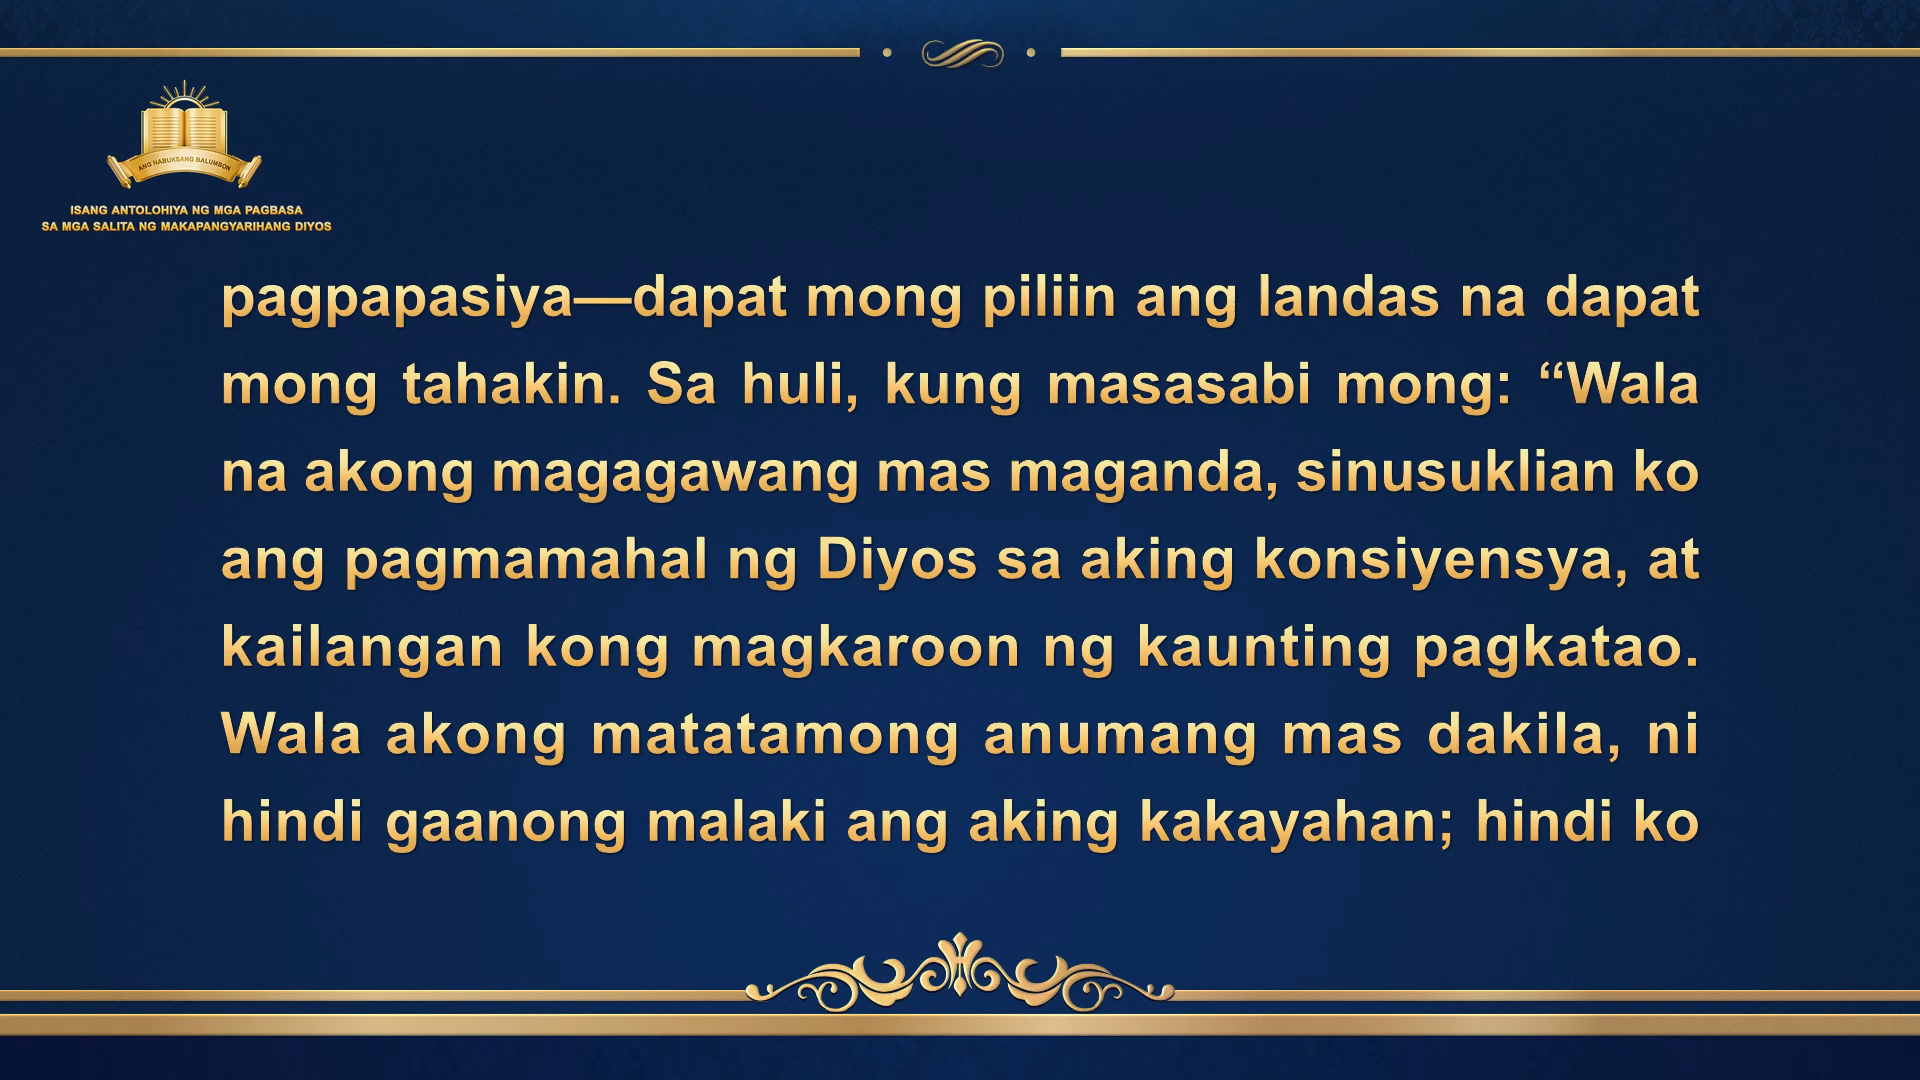 ANG NABUKSANG BALUMBON
ISANG ANTOLOHIYA NG MGA PAGBASA
SA MGA SALITA NG MAKAPANGYARIHANG DIYOS
pagpapasiya—dapat mong piliin ang landas na dapat
mong tahakin. Sa huli, kung masasabi mong: “Wala
na akong magagawang mas maganda, sinusuklian ko
ang pagmamahal ng Diyos sa aking konsiyensya, at
kailangan kong magkaroon ng kaunting pagkatao.
Wala akong matatamong anumang mas dakila, ni
hindi gaanong malaki ang aking kakayahan; hindi ko